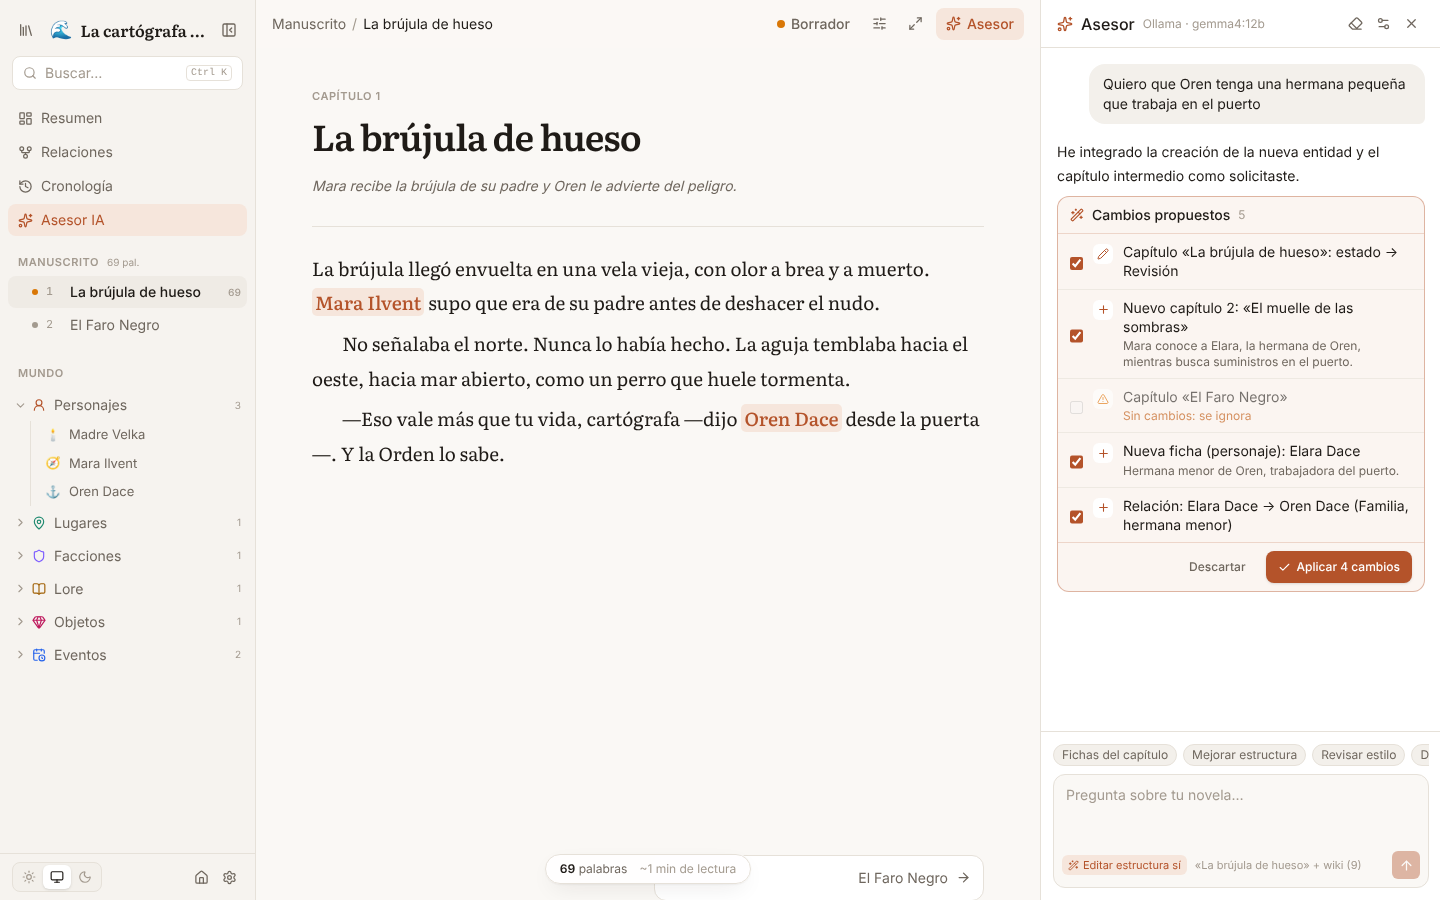 La cartógrafa ...
Buscar...
Ctrl K
Resumen
Relaciones
Cronología
Asesor IA
MANUSCRITO 69 pal.
1 La brújula de hueso 69
2 El Faro Negro
MUNDO
Personajes 3
Madre Velka
Mara Ilvent
Oren Dace
Lugares 1
Facciones 1
Lore 1
Objetos 1
Eventos 2
Manuscrito / La brújula de hueso
Borrador
Asesor
CAPÍTULO 1
La brújula de hueso
Mara recibe la brújula de su padre y Oren le advierte del peligro.
La brújula llegó envuelta en una vela vieja, con olor a brea y a muerto.
Mara Ilvent supo que era de su padre antes de deshacer el nudo.
No señalaba el norte. Nunca lo había hecho. La aguja temblaba hacia el
oeste, hacia mar abierto, como un perro que huele tormenta.
—Eso vale más que tu vida, cartógrafa —dijo Oren Dace desde la puerta
—. Y la Orden lo sabe.
69 palabras ~1 min de lectura
El Faro Negro →
Asesor Ollama · gemma4:12b
Quiero que Oren tenga una hermana pequeña
que trabaja en el puerto
He integrado la creación de la nueva entidad y el
capítulo intermedio como solicitaste.
Cambios propuestos 5
Capítulo «La brújula de hueso»: estado →
Revisión
Nuevo capítulo 2: «El muelle de las
sombras»
Mara conoce a Elara, la hermana de Oren,
mientras busca suministros en el puerto.
Capítulo «El Faro Negro»
Sin cambios: se ignora
Nueva ficha (personaje): Elara Dace
Hermana menor de Oren, trabajadora del puerto.
Relación: Elara Dace → Oren Dace (Familia,
hermana menor)
Descartar
Aplicar 4 cambios
Fichas del capítulo
Mejorar estructura
Revisar estilo
D
Pregunta sobre tu novela...
Editar estructura sí
«La brújula de hueso» + wiki (9)